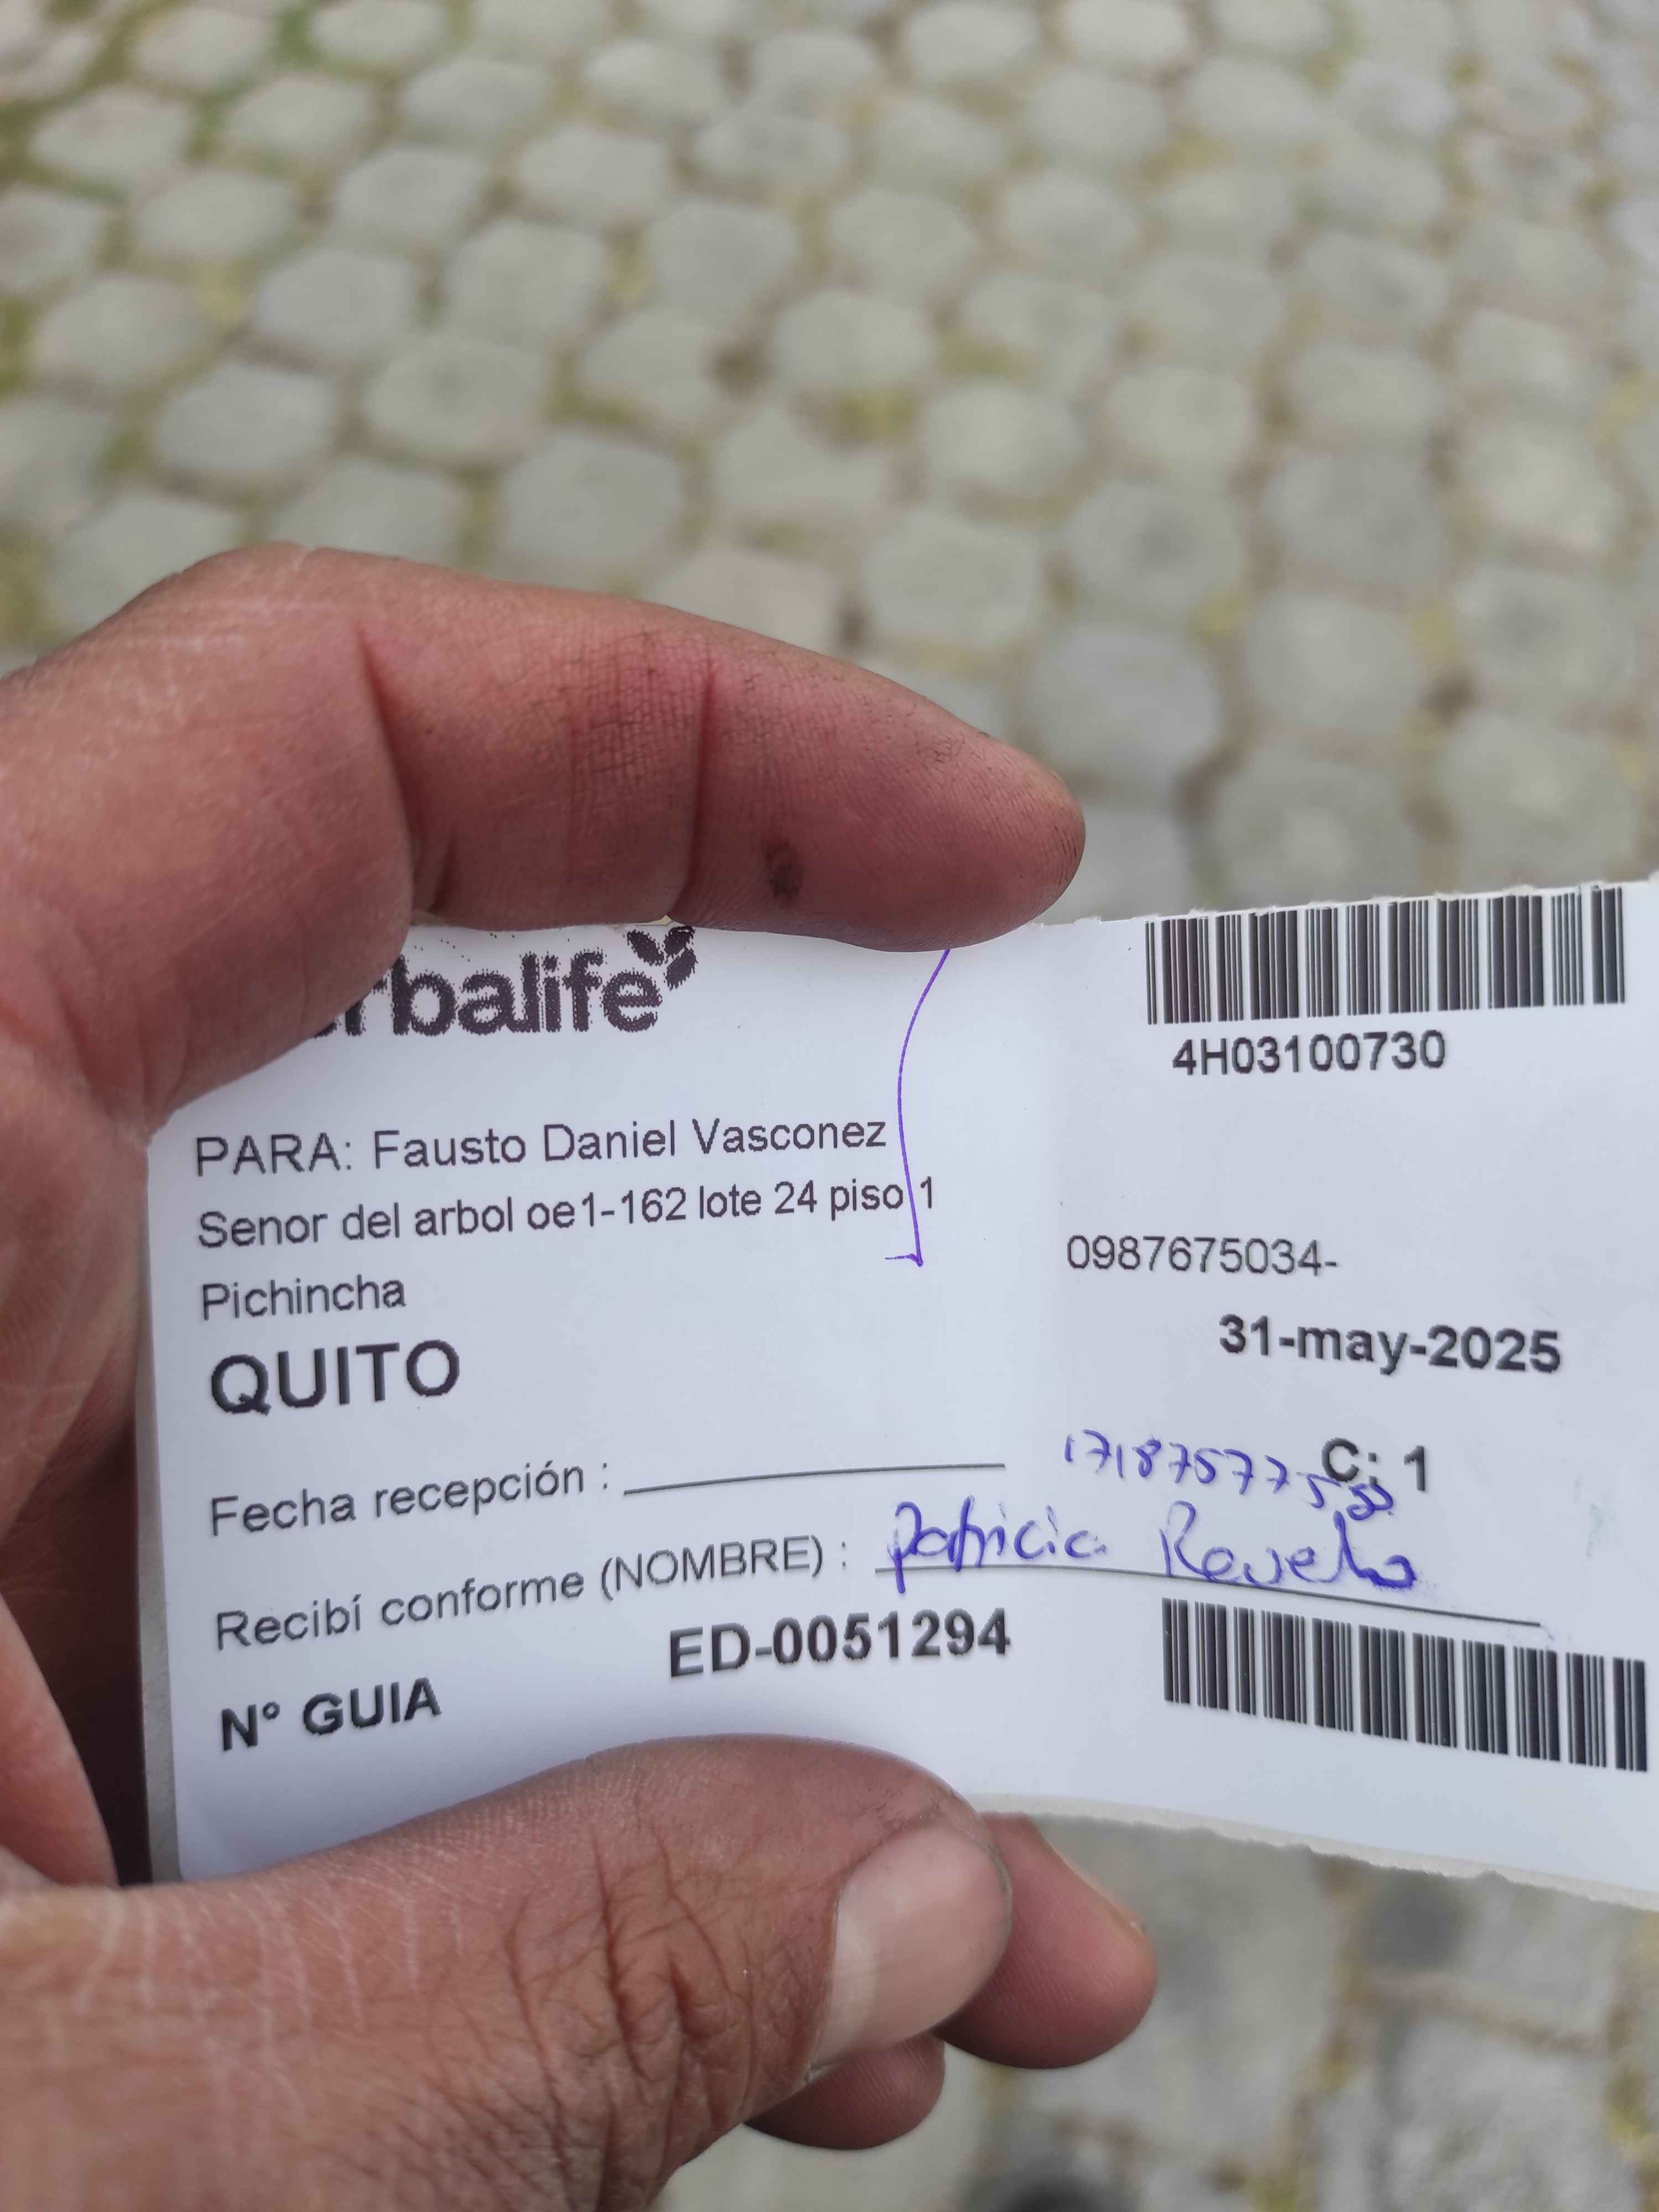 rbalife
4H03100730
PARA: Fausto Daniel Vasconez
Senor del arbol oe1-162 lote 24 piso 1
0987675034-
Pichincha
31-may-2025
QUITO
C: 1
Fecha recepción :
Recibí conforme (NOMBRE) : Patricia
Nº GUIA ED-0051294